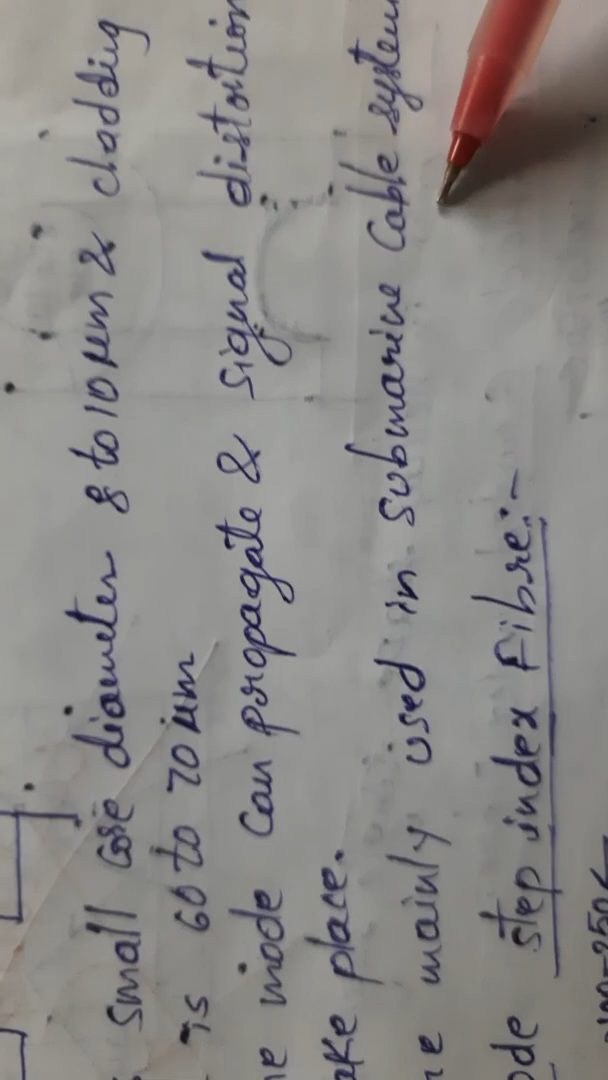 small core diameter 8 to 10 μm & cladding
is 60 to 70 μm
mode can propagate & signal distortion
place.
mainly used in submarine cable system
step index Fibre:-